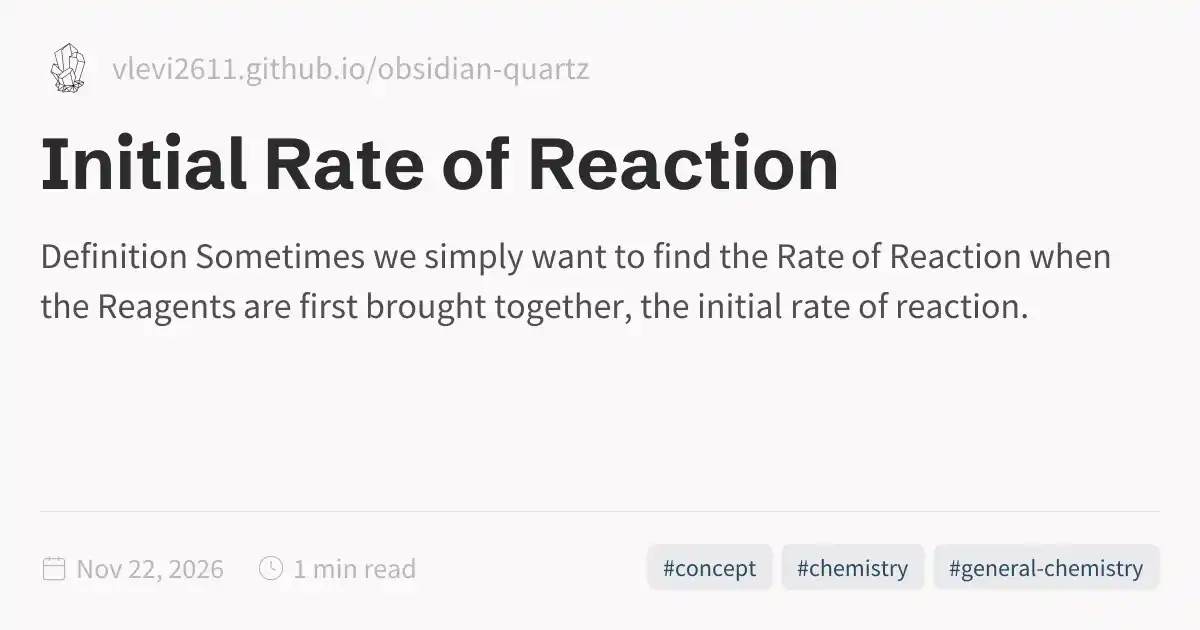 vlevi2611.github.io/obsidian-quartz
Initial Rate of Reaction
Definition Sometimes we simply want to find the Rate of Reaction when
the Reagents are first brought together, the initial rate of reaction.
Nov 22, 2026 1 min read #concept #chemistry #general-chemistry